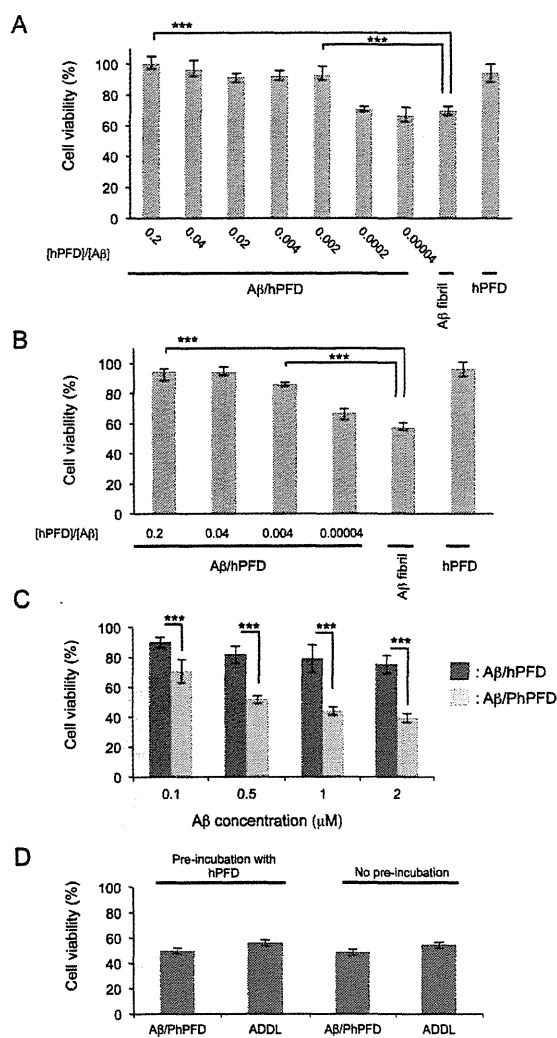 A
Cell viability (%)
120
100
80
60
40
20
0
*** ***
[hPFD]/[Aβ]
0.2 0.04 0.02 0.004 0.002 0.0002 0.00004
Aβ/hPFD
Aβ fibril
hPFD
B
Cell viability (%)
120
100
80
60
40
20
0
*** ***
[hPFD]/[Aβ]
0.2 0.04 0.004 0.00004
Aβ/hPFD
Aβ fibril
hPFD
C
Cell viability (%)
100
80
60
40
20
0
*** *** *** ***
0.1 0.5 1 2
Aβ concentration (μM)
: Aβ/hPFD
: Aβ/PhPFD
D
Pre-incubation with
hPFD
No pre-incubation
Cell viability (%)
100
80
60
40
20
0
Aβ/PhPFD ADDL Aβ/PhPFD ADDL